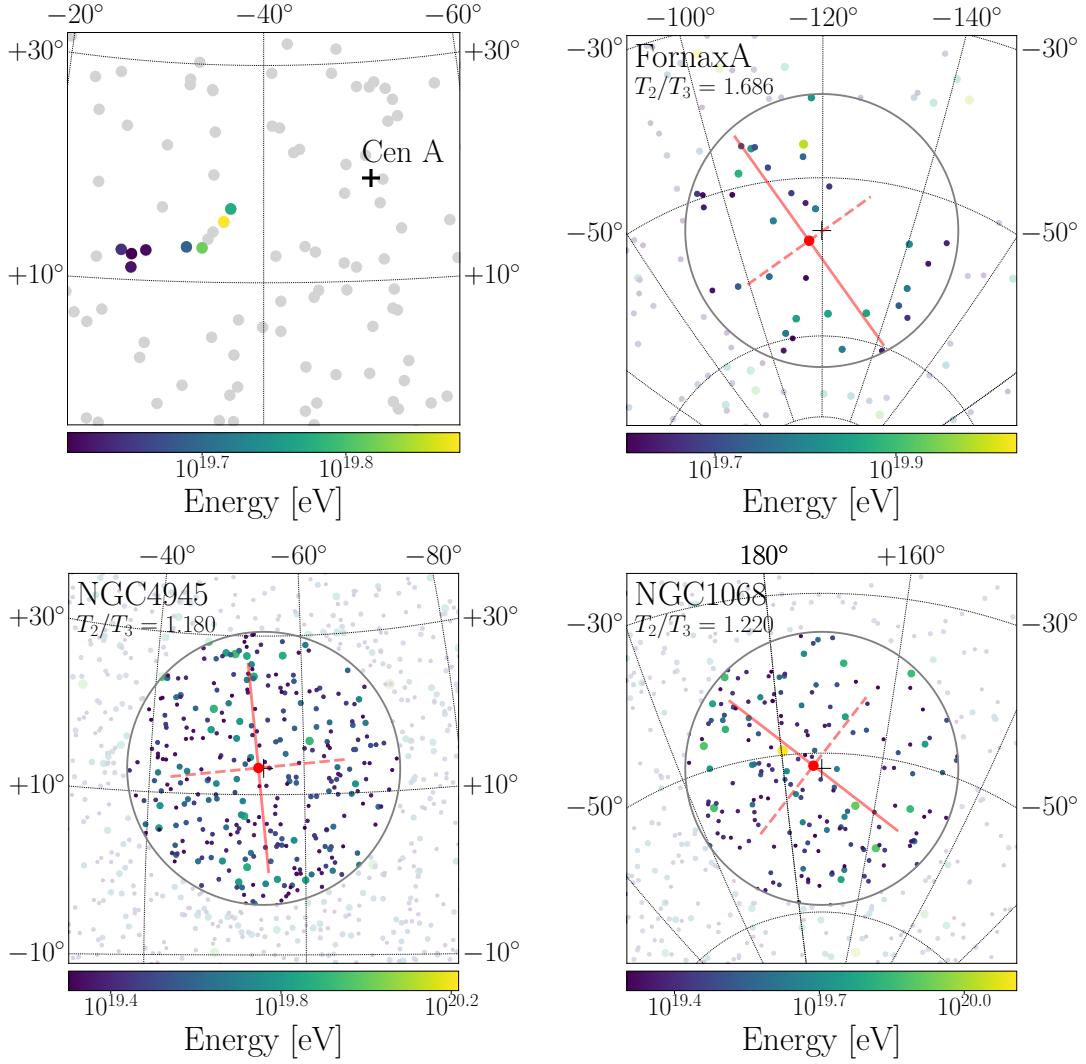 −20° −40° −60°
+30° +30°
Cen A
+10° +10°
10^19.7 10^19.8
Energy [eV]
−100° −120° −140°
−30° −30°
FornaxA
T₂/T₃ = 1.686
−50° −50°
10^19.7 10^19.9
Energy [eV]
−40° −60° −80°
+30° +30°
NGC4945
T₂/T₃ = 1.180
+10° +10°
−10° −10°
10^19.4 10^19.8 10^20.2
Energy [eV]
180° +160°
−30° −30°
NGC1068
T₂/T₃ = 1.220
−50° −50°
10^19.4 10^19.7 10^20.0
Energy [eV]